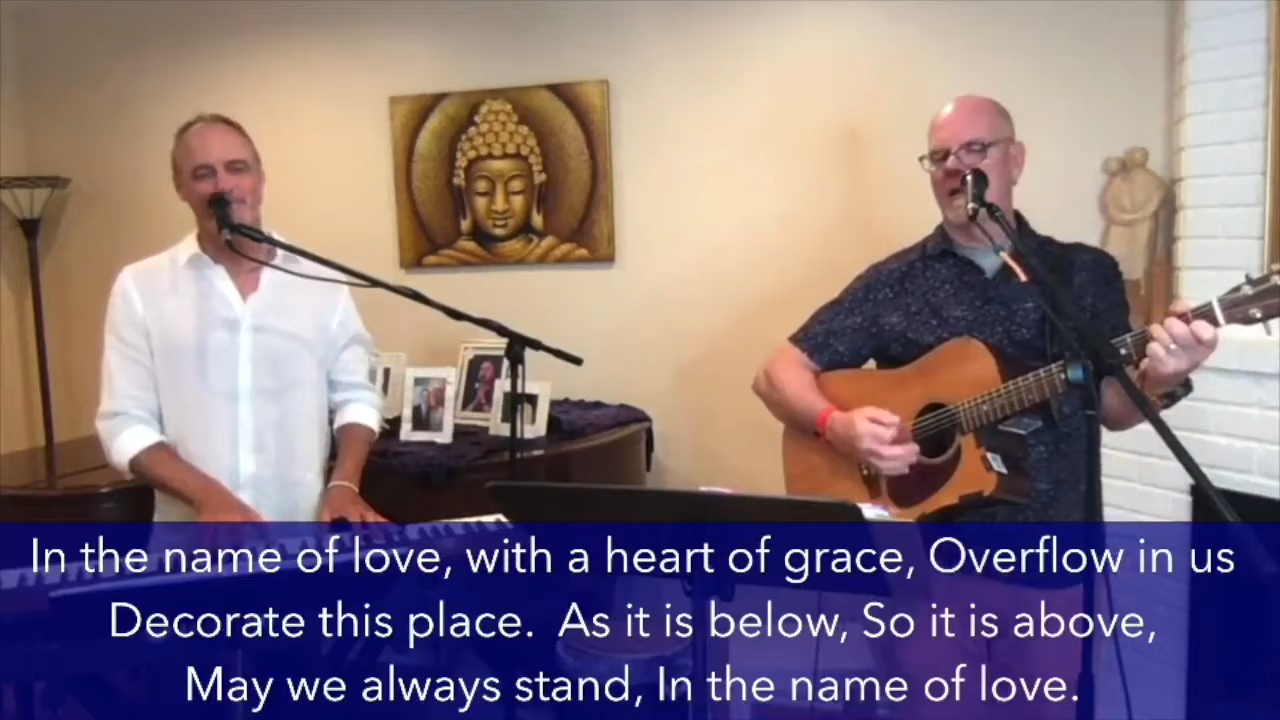 In the name of love, with a heart of grace, Overflow in us
Decorate this place.  As it is below, So it is above,
May we always stand, In the name of love.